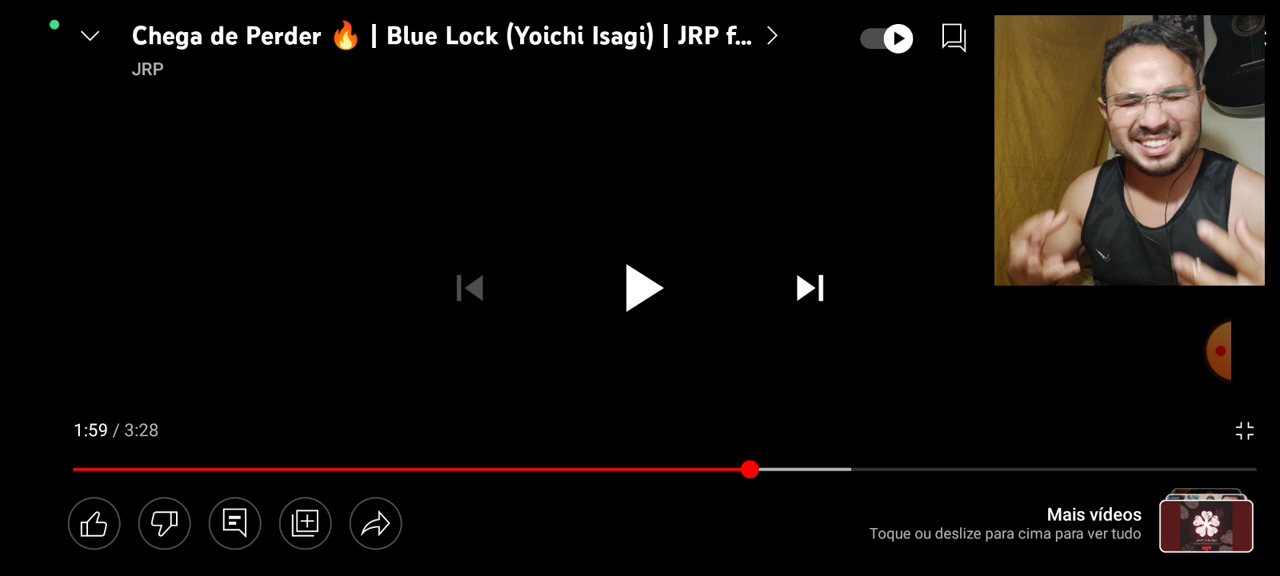 Chega de Perder 🔥 | Blue Lock (Yoichi Isagi) | JRP f...
JRP
1:59 / 3:28
Mais vídeos
Toque ou deslize para cima para ver tudo